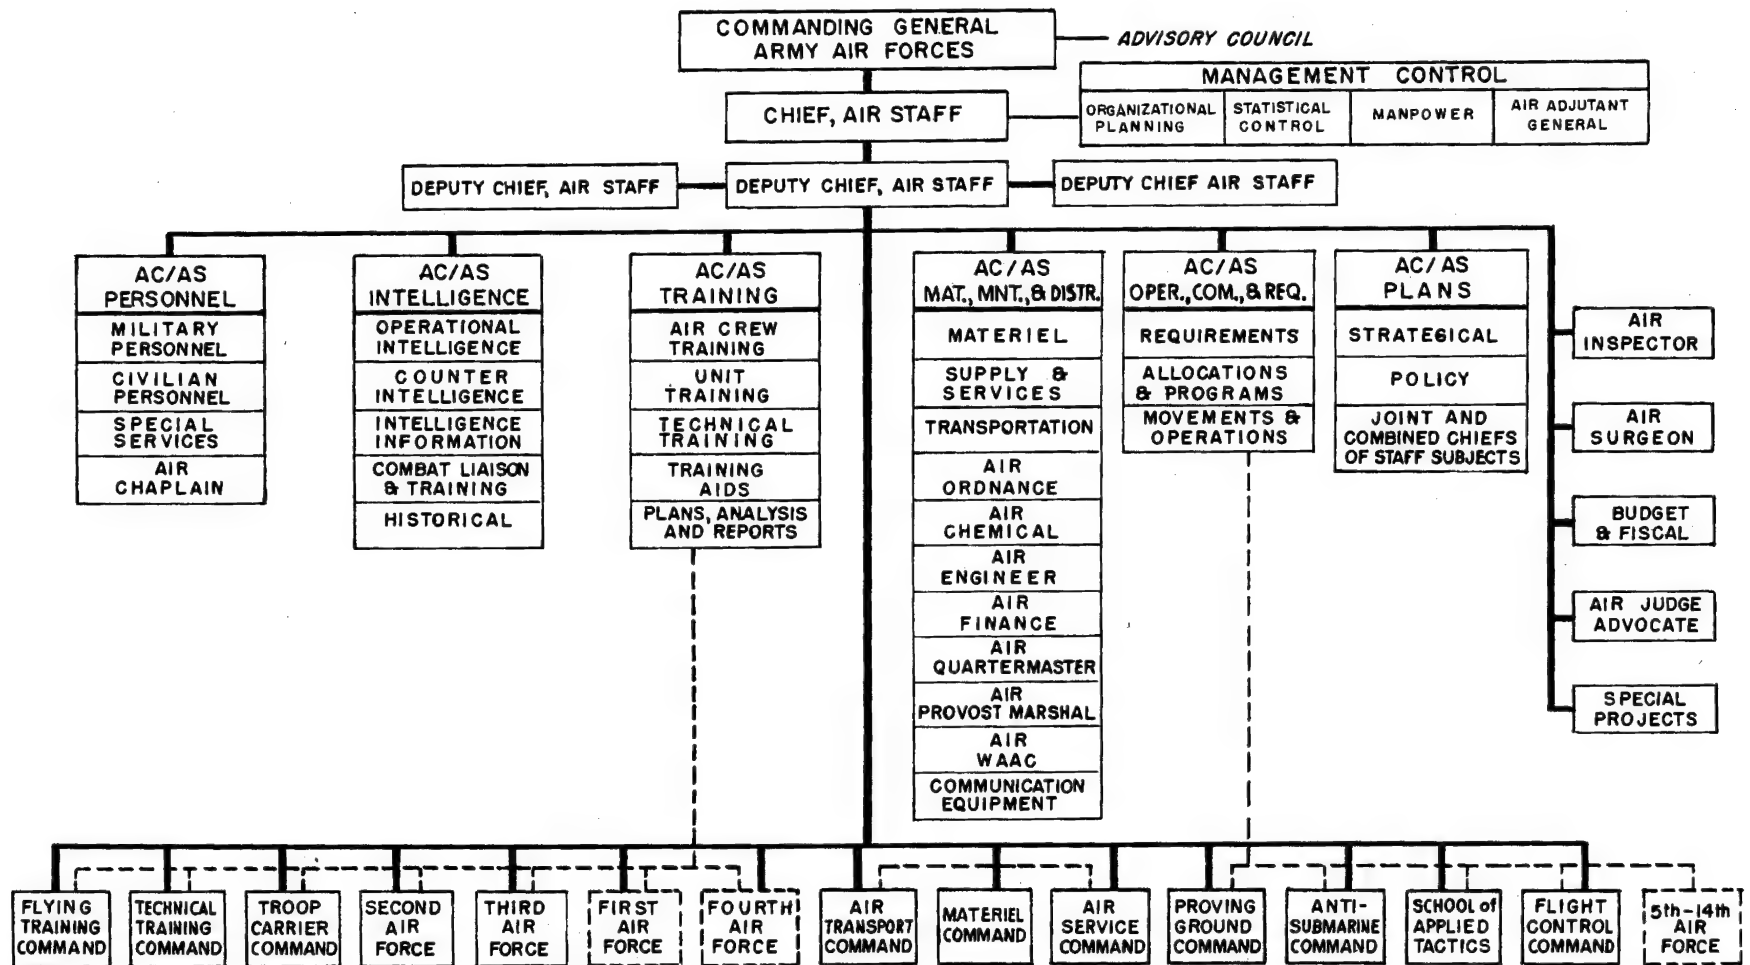 COMMANDING GENERAL
ARMY AIR FORCES
ADVISORY COUNCIL
MANAGEMENT CONTROL
ORGANIZATIONAL
PLANNING
STATISTICAL
CONTROL
MANPOWER
AIR ADJUTANT
GENERAL
CHIEF, AIR STAFF
DEPUTY CHIEF, AIR STAFF
DEPUTY CHIEF, AIR STAFF
DEPUTY CHIEF AIR STAFF
AC/AS
PERSONNEL
MILITARY
PERSONNEL
CIVILIAN
PERSONNEL
SPECIAL
SERVICES
AIR
CHAPLAIN
AC/AS
INTELLIGENCE
OPERATIONAL
INTELLIGENCE
COUNTER
INTELLIGENCE
INTELLIGENCE
INFORMATION
COMBAT LIAISON
& TRAINING
HISTORICAL
AC/AS
TRAINING
AIR CREW
TRAINING
UNIT
TRAINING
TECHNICAL
TRAINING
TRAINING
AIDS
PLANS, ANALYSIS
AND REPORTS
AC/AS
MAT., MNT., & DISTR.
MATERIEL
SUPPLY &
SERVICES
TRANSPORTATION
AIR
ORDNANCE
AIR
CHEMICAL
AIR
ENGINEER
AIR
FINANCE
AIR
QUARTERMASTER
AIR
PROVOST MARSHAL
AIR
WAAC
COMMUNICATION
EQUIPMENT
AC/AS
OPER., COM., & REQ.
REQUIREMENTS
ALLOCATIONS
& PROGRAMS
MOVEMENTS &
OPERATIONS
AC/AS
PLANS
STRATEGICAL
POLICY
JOINT AND
COMBINED CHIEFS
OF STAFF SUBJECTS
AIR
INSPECTOR
AIR
SURGEON
BUDGET
& FISCAL
AIR JUDGE
ADVOCATE
SPECIAL
PROJECTS
FLYING
TRAINING
COMMAND
TECHNICAL
TRAINING
COMMAND
TROOP
CARRIER
COMMAND
SECOND
AIR
FORCE
THIRD
AIR
FORCE
FIRST
AIR
FORCE
FOURTH
AIR
FORCE
AIR
TRANSPORT
COMMAND
MATERIEL
COMMAND
AIR
SERVICE
COMMAND
PROVING
GROUND
COMMAND
ANTI-
SUBMARINE
COMMAND
SCHOOL of
APPLIED
TACTICS
FLIGHT
CONTROL
COMMAND
5th-14th
AIR
FORCE